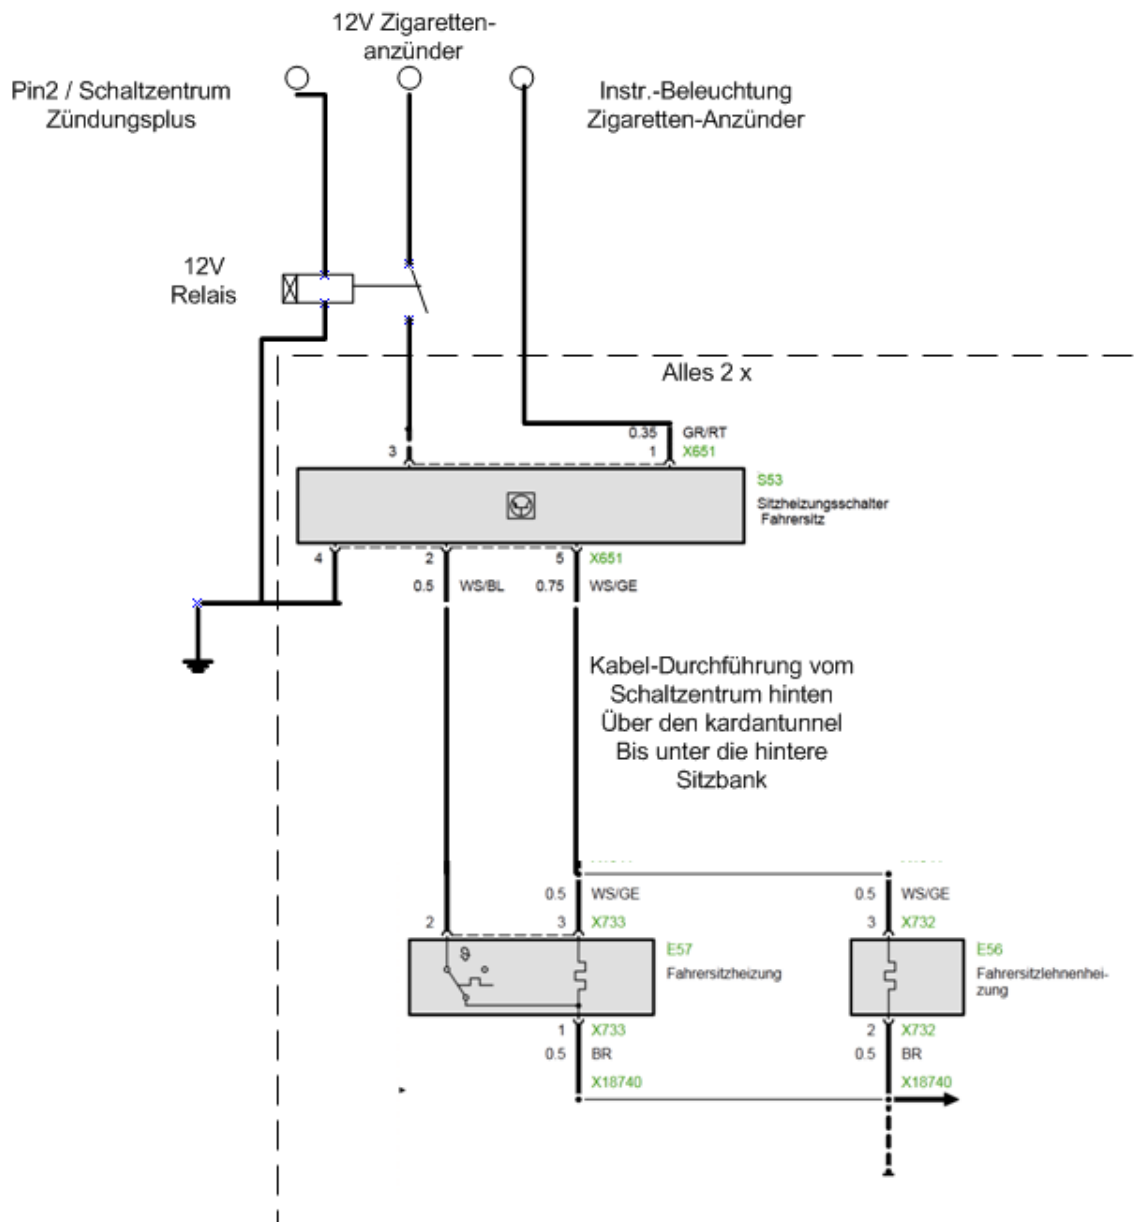 12V Zigaretten-
anzünder
Pin2 / Schaltzentrum
Zündungsplus
Instr.-Beleuchtung
Zigaretten-Anzünder
12V
Relais
Alles 2 x
0.35 GR/RT
3 1 X651
S53
Sitzheizungsschalter
Fahrersitz
4 2 5 X651
0.5 WS/BL 0.75 WS/GE
Kabel-Durchführung vom
Schaltzentrum hinten
Über den kardantunnel
Bis unter die hintere
Sitzbank
0.5 WS/GE 0.5 WS/GE
2 3 X733 3 X732
E57
Fahrersitzheizung
E56
Fahrersitzlehnenhei-
zung
1 X733 2 X732
0.5 BR 0.5 BR
X18740 X18740